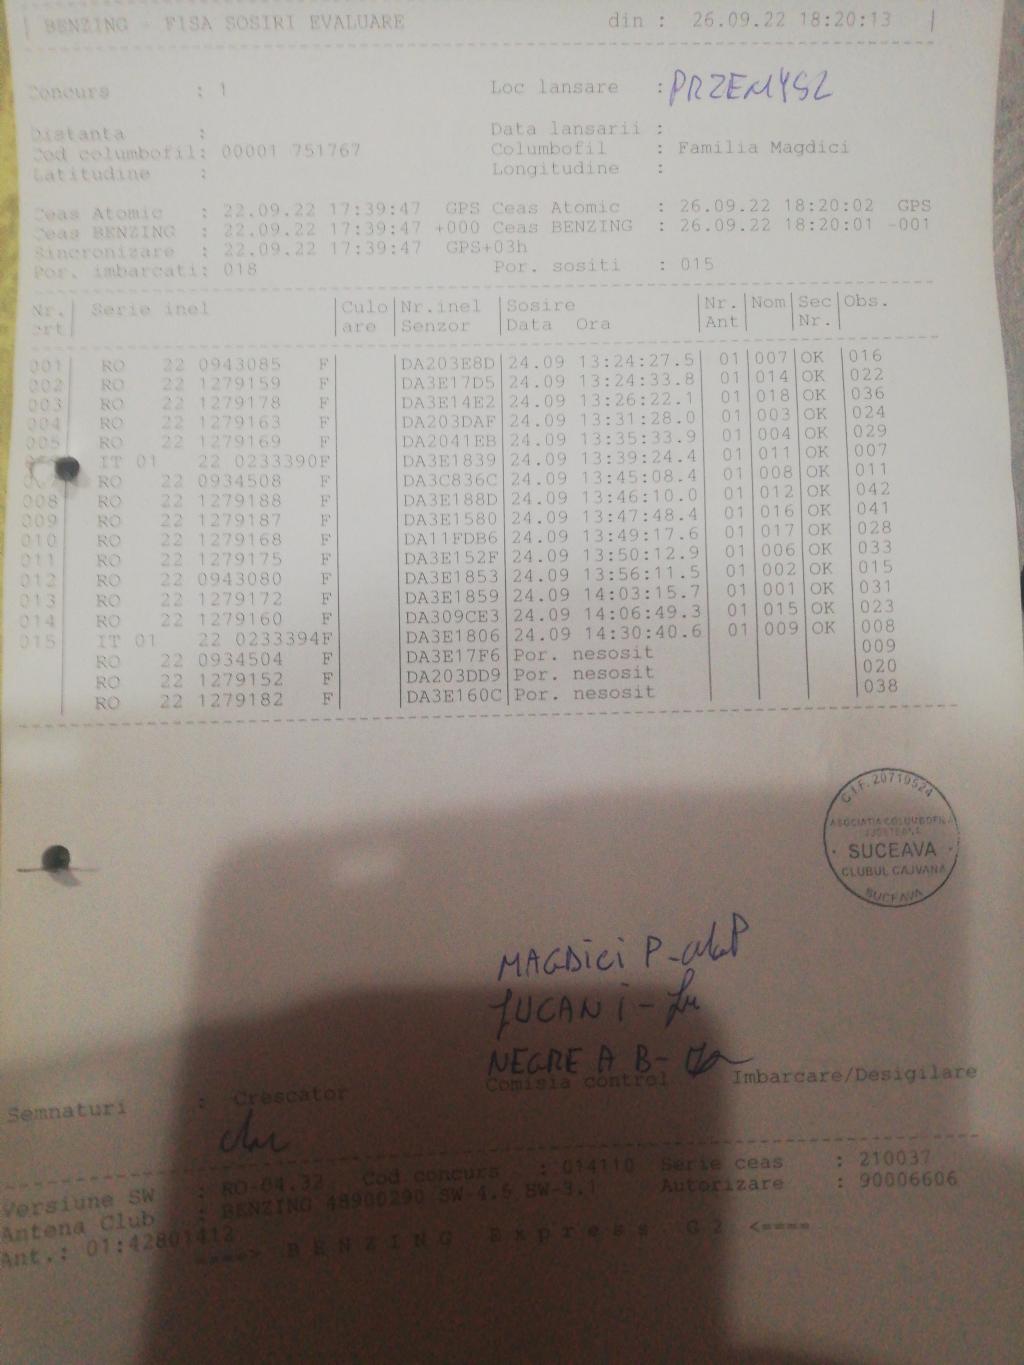 BENZING - FISA SOSIRI EVALUARE din : 26.09.22 18:20:13
Concurs : 1 Loc lansare : PRZEMYSL
Distanta : Data lansarii :
Cod columbofil: 00001 751767 Columbofil : Familia Magdici
Latitudine : Longitudine :
Ceas Atomic : 22.09.22 17:39:47 GPS Ceas Atomic : 26.09.22 18:20:02 GPS
Ceas BENZING : 22.09.22 17:39:47 +000 Ceas BENZING : 26.09.22 18:20:01 -001
Sincronizare : 22.09.22 17:39:47 GPS+03h
Por. imbarcati: 018 Por. sositi : 015
Nr. Serie inel Culo Nr.inel Sosire Nr. Nom Sec Obs.
crt. are Senzor Data Ora Ant Nr.
001 RO 22 0943085 F DA203E8D 24.09 13:24:27.5 01 007 OK 016
002 RO 22 1279159 F DA3E17D5 24.09 13:24:33.8 01 014 OK 022
003 RO 22 1279178 F DA3E14E2 24.09 13:26:22.1 01 018 OK 036
004 RO 22 1279163 F DA203DAF 24.09 13:31:28.0 01 003 OK 024
005 RO 22 1279169 F DA2041EB 24.09 13:35:33.9 01 004 OK 029
IT 01 22 0233390F DA3E1839 24.09 13:39:24.4 01 011 OK 007
007 RO 22 0934508 F DA3C836C 24.09 13:45:08.4 01 008 OK 011
008 RO 22 1279188 F DA3E188D 24.09 13:46:10.0 01 012 OK 042
009 RO 22 1279187 F DA3E1580 24.09 13:47:48.4 01 016 OK 041
010 RO 22 1279168 F DA11FDB6 24.09 13:49:17.6 01 017 OK 028
011 RO 22 1279175 F DA3E152F 24.09 13:50:12.9 01 006 OK 033
012 RO 22 0943080 F DA3E1853 24.09 13:56:11.5 01 002 OK 015
013 RO 22 1279172 F DA3E1859 24.09 14:03:15.7 01 001 OK 031
014 RO 22 1279160 F DA309CE3 24.09 14:06:49.3 01 015 OK 023
015 IT 01 22 0233394F DA3E1806 24.09 14:30:40.6 01 009 OK 008
RO 22 0934504 F DA3E17F6 Por. nesosit 009
RO 22 1279152 F DA203DD9 Por. nesosit 020
RO 22 1279182 F DA3E160C Por. nesosit 038
C.I.F. 20719524
ASOCIATIA COLUMBOFILA
JUDETEANA
SUCEAVA
CLUBUL CAJVANA
SUCEAVA
MAGDICI P-
JUCAN I-
NEGRE A B-
Semnaturi : Crescator Comisia control Imbarcare/Desigilare
Versiune SW : RO-04.32 Cod concurs : 014110 Serie ceas : 210037
Antena Club : BENZING 48900290 SW-4.5 SW-3.1 Autorizare : 90006606
Ant.: 01:42801412
====> BENZING Express G2 <====